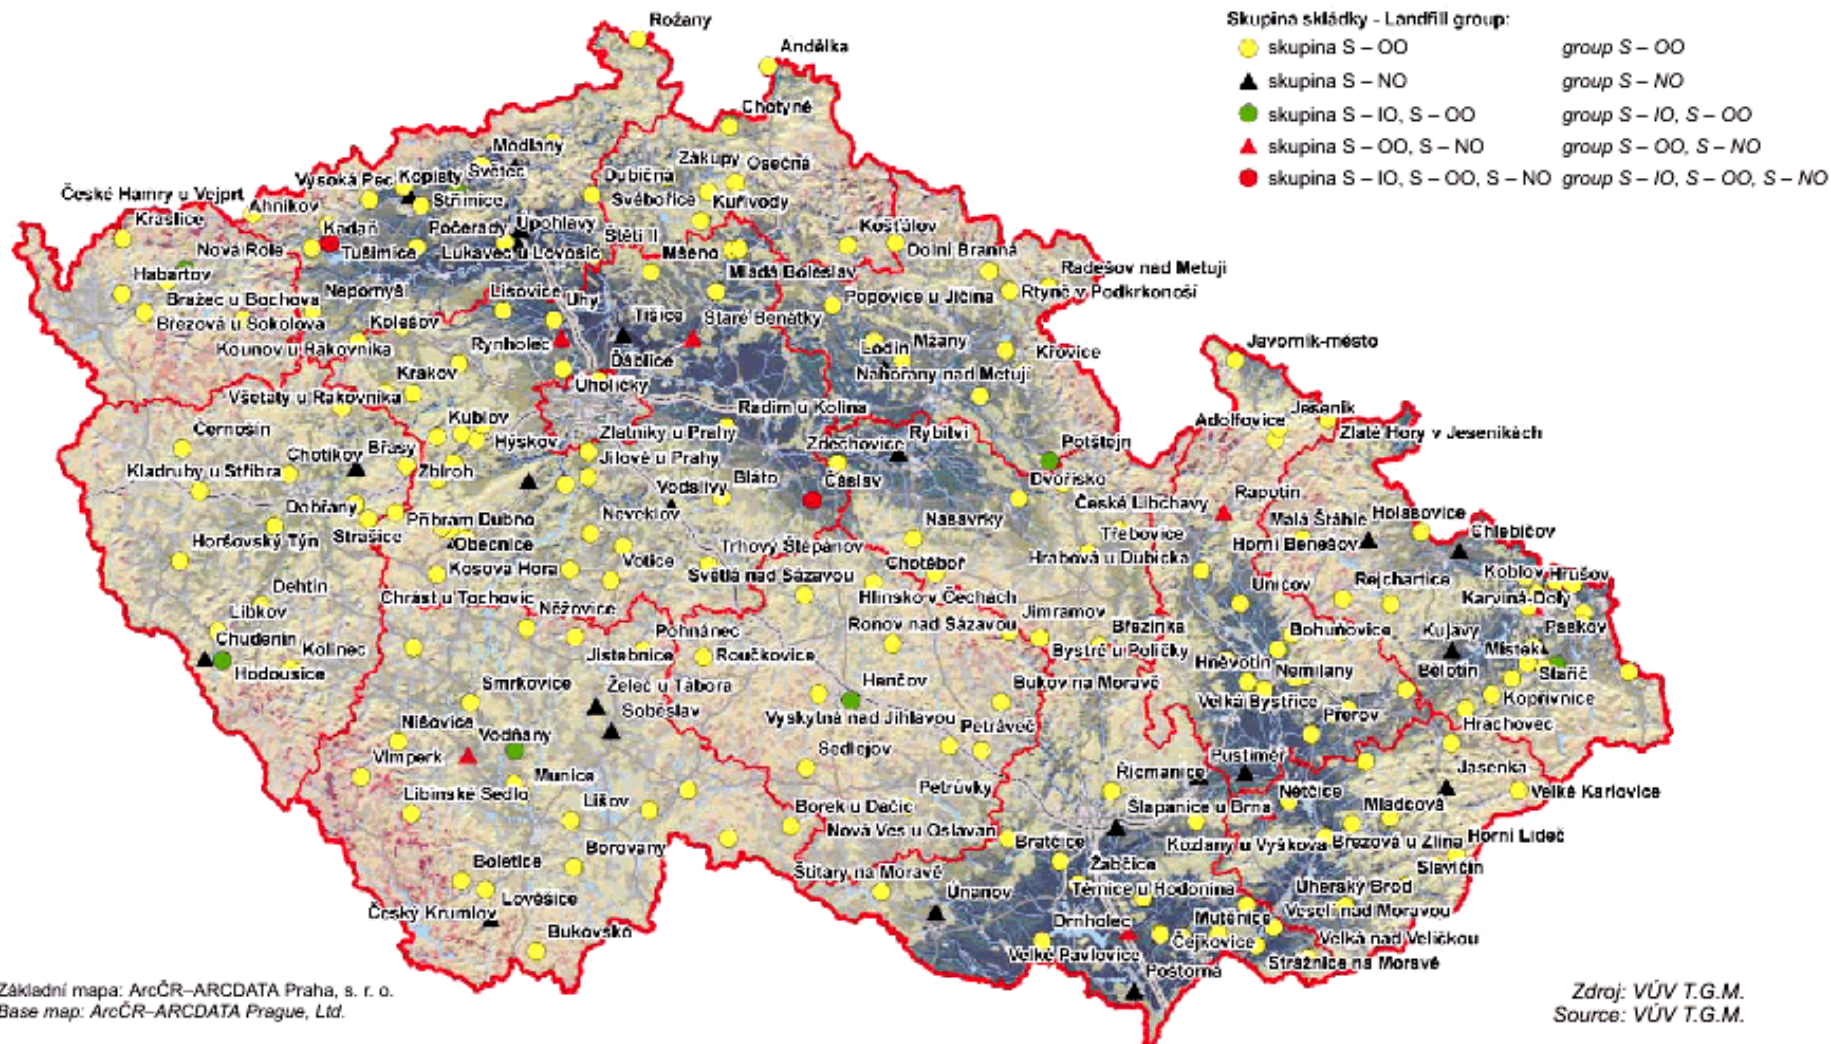 Rožany
Skupina skládky - Landfill group:
Andělka
skupina S – OO group S – OO
skupina S – NO group S – NO
Chotyně
skupina S – IO, S – OO group S – IO, S – OO
Modlany
Zákupy Osečná
skupina S – OO, S – NO group S – OO, S – NO
Vysoká Pec Kopisty Světec Dubičná
skupina S – IO, S – OO, S – NO group S – IO, S – OO, S – NO
České Hamry u Vejprt
Ahníkov Střimice Svébořice Kuřívody
Kraslice
Kadaň Počerady Úpohlavy Štětí II Košťálov
Nová Role Tušimice Lukavec u Lovosic Mšeno Dolní Branná
Habartov Mladá Boleslav Radešov nad Metují
Nepomyšl Lisovice Uhy Popovice u Jičína Rtyně v Podkrkonoší
Bražec u Bochova
Březová u Sokolova Kolešov Tišice Staré Benátky
Kounov u Rakovníka Rynholec Lodín Mžany Křovice Javorník-město
Ďáblice
Krakov Úholičky Nahořany nad Metují
Všetaty u Rakovníka
Kublov Radim u Kolína Adolfovice Jeseník
Černošín Hýskov Zlatníky u Prahy Zdechovice Rybitví Potštejn Zlaté Hory v Jeseníkách
Chotíkov Břasy Jílové u Prahy
Kladruby u Stříbra Zbiroh Vodslivy Bláto Čáslav Dvořisko
České Libchavy Rapotín
Dobřany Příbram Dubno Neveklov Nasavrky Malá Štáhle Holasovice
Strašice Obecnice Třebovice Chlebičov
Horšovský Týn Votice Trhový Štěpánov Chotěboř Hrabová u Dubicka Horní Benešov
Kosova Hora Světlá nad Sázavou Uničov Rejchartice Koblov Hrušov
Dehtín Chrást u Tochovic Hlinsko v Čechách Karviná-Doly
Libkov Něžovice Ronov nad Sázavou Jimramov Březinka Paskov
Chudenín Pohnánec Bohuňovice Kujavy
Kolinec Jistebnice Roučkovice Bystré u Poličky Hněvotín Nemilany Místek
Hodousice Bělotín Staříč
Smrkovice Želeč u Tábora Henčov Bukov na Moravě
Soběslav Vyskytná nad Jihlavou Velká Bystřice Přerov Kopřivnice
Nišovice Vodňany Petráveč Hrachovec
Vimperk Sedlejov Pustiměř
Munice Petrůvky Řícmanice Jasenka
Libínské Sedlo Lišov Borek u Dačic Šlapanice u Brna Nětčice Mladcová Velké Karlovice
Nová Ves u Oslavan
Borovany Bratčice Kozlany u Vyškova Březová u Zlína Horní Lideč
Boletice Štítary na Moravě Žabčice Slavičín
Lověšice Únanov Těmice u Hodonína Uherský Brod
Český Krumlov Drnholec Mutěnice Veselí nad Moravou
Bukovsko Čejkovice Velká nad Veličkou
Velké Pavlovice Poštorná Strážnice na Moravě
Základní mapa: ArcČR–ARCDATA Praha, s. r. o.
Base map: ArcČR–ARCDATA Prague, Ltd.
Zdroj: VÚV T.G.M.
Source: VÚV T.G.M.